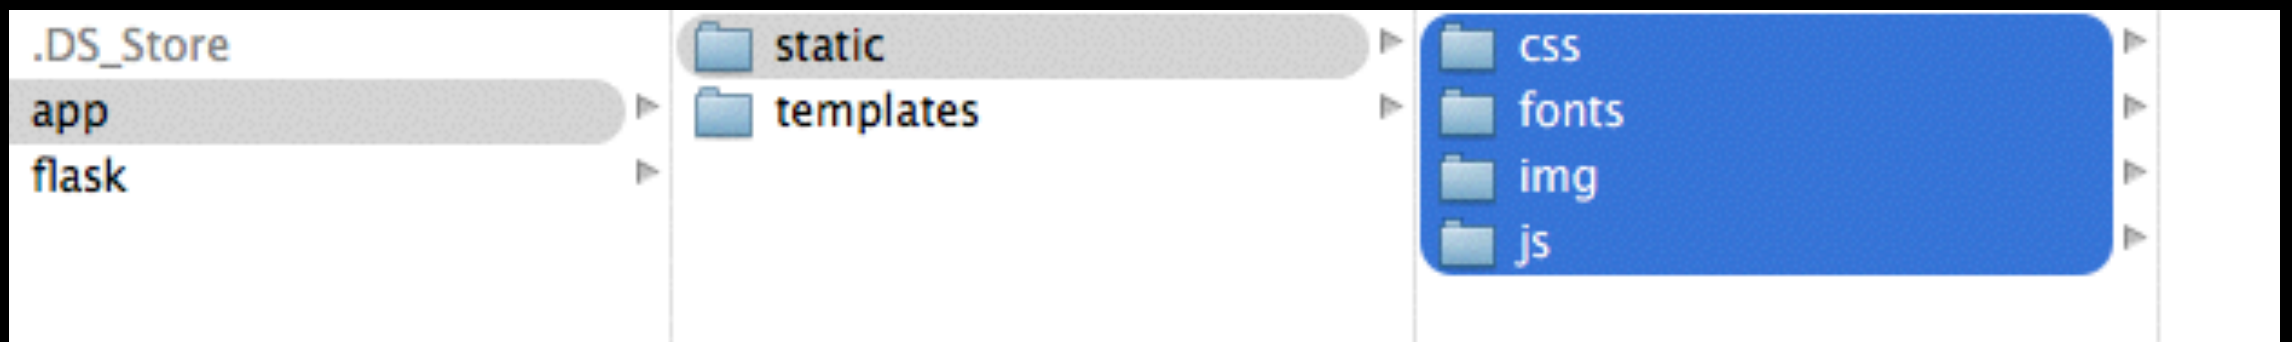 .DS_Store
app
flask
static
templates
css
fonts
img
js